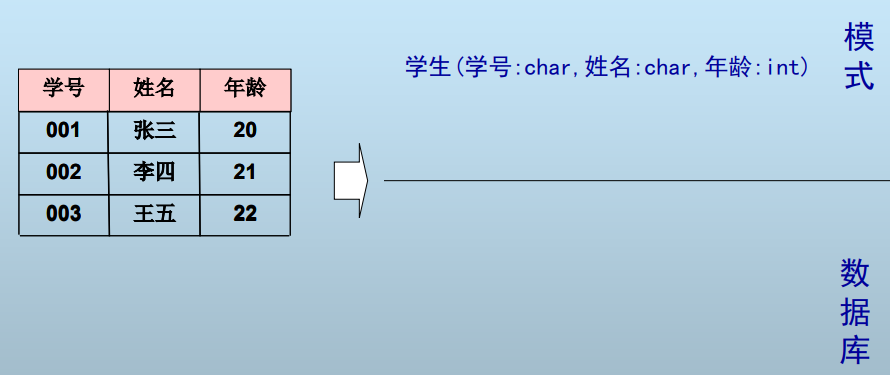 学号 姓名 年龄
001 张三 20
002 李四 21
003 王五 22
学生(学号:char,姓名:char,年龄:int)
模式
数据库